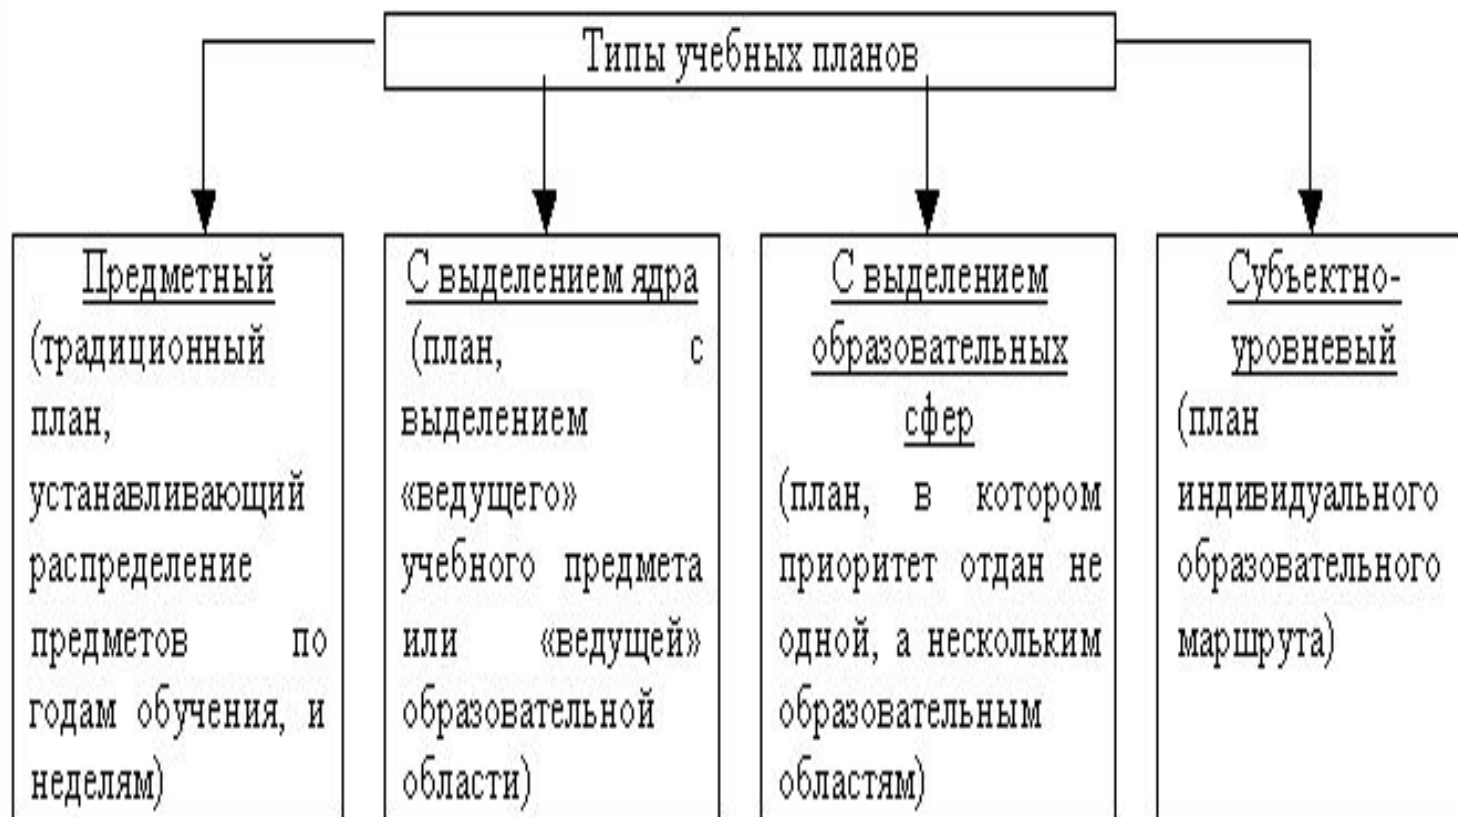 Типы учебных планов
Предметный
(традиционный
план,
устанавливающий
распределение
предметов по
годам обучения, и
неделям)
С выделением ядра
(план, с
выделением
«ведущего»
учебного предмета
или «ведущей»
образовательной
области)
С выделением
образовательных
сфер
(план, в котором
приоритет отдан не
одной, а нескольким
образовательным
областям)
Субъектно-
уровневый
(план
индивидуального
образовательного
маршрута)